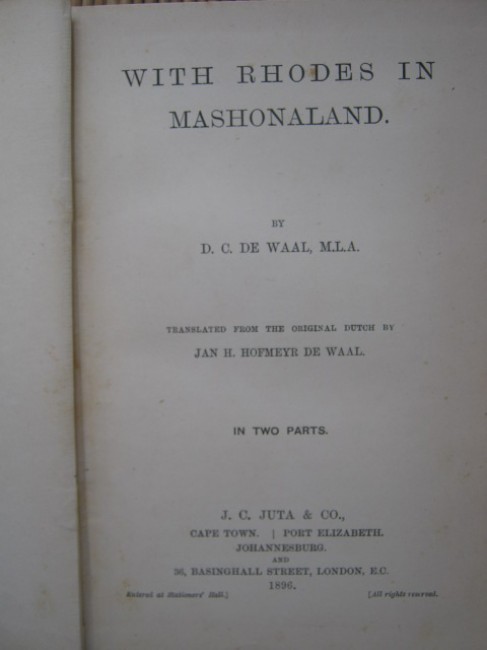 WITH RHODES IN
MASHONALAND.
BY
D. C. DE WAAL, M.L.A.
TRANSLATED FROM THE ORIGINAL DUTCH BY
JAN H. HOFMEYR DE WAAL.
IN TWO PARTS.
J. C. JUTA & CO.,
CAPE TOWN. | PORT ELIZABETH.
JOHANNESBURG.
AND
36, BASINGHALL STREET, LONDON, E.C.
1896.
Entered at Stationers' Hall.] [All rights reserved.